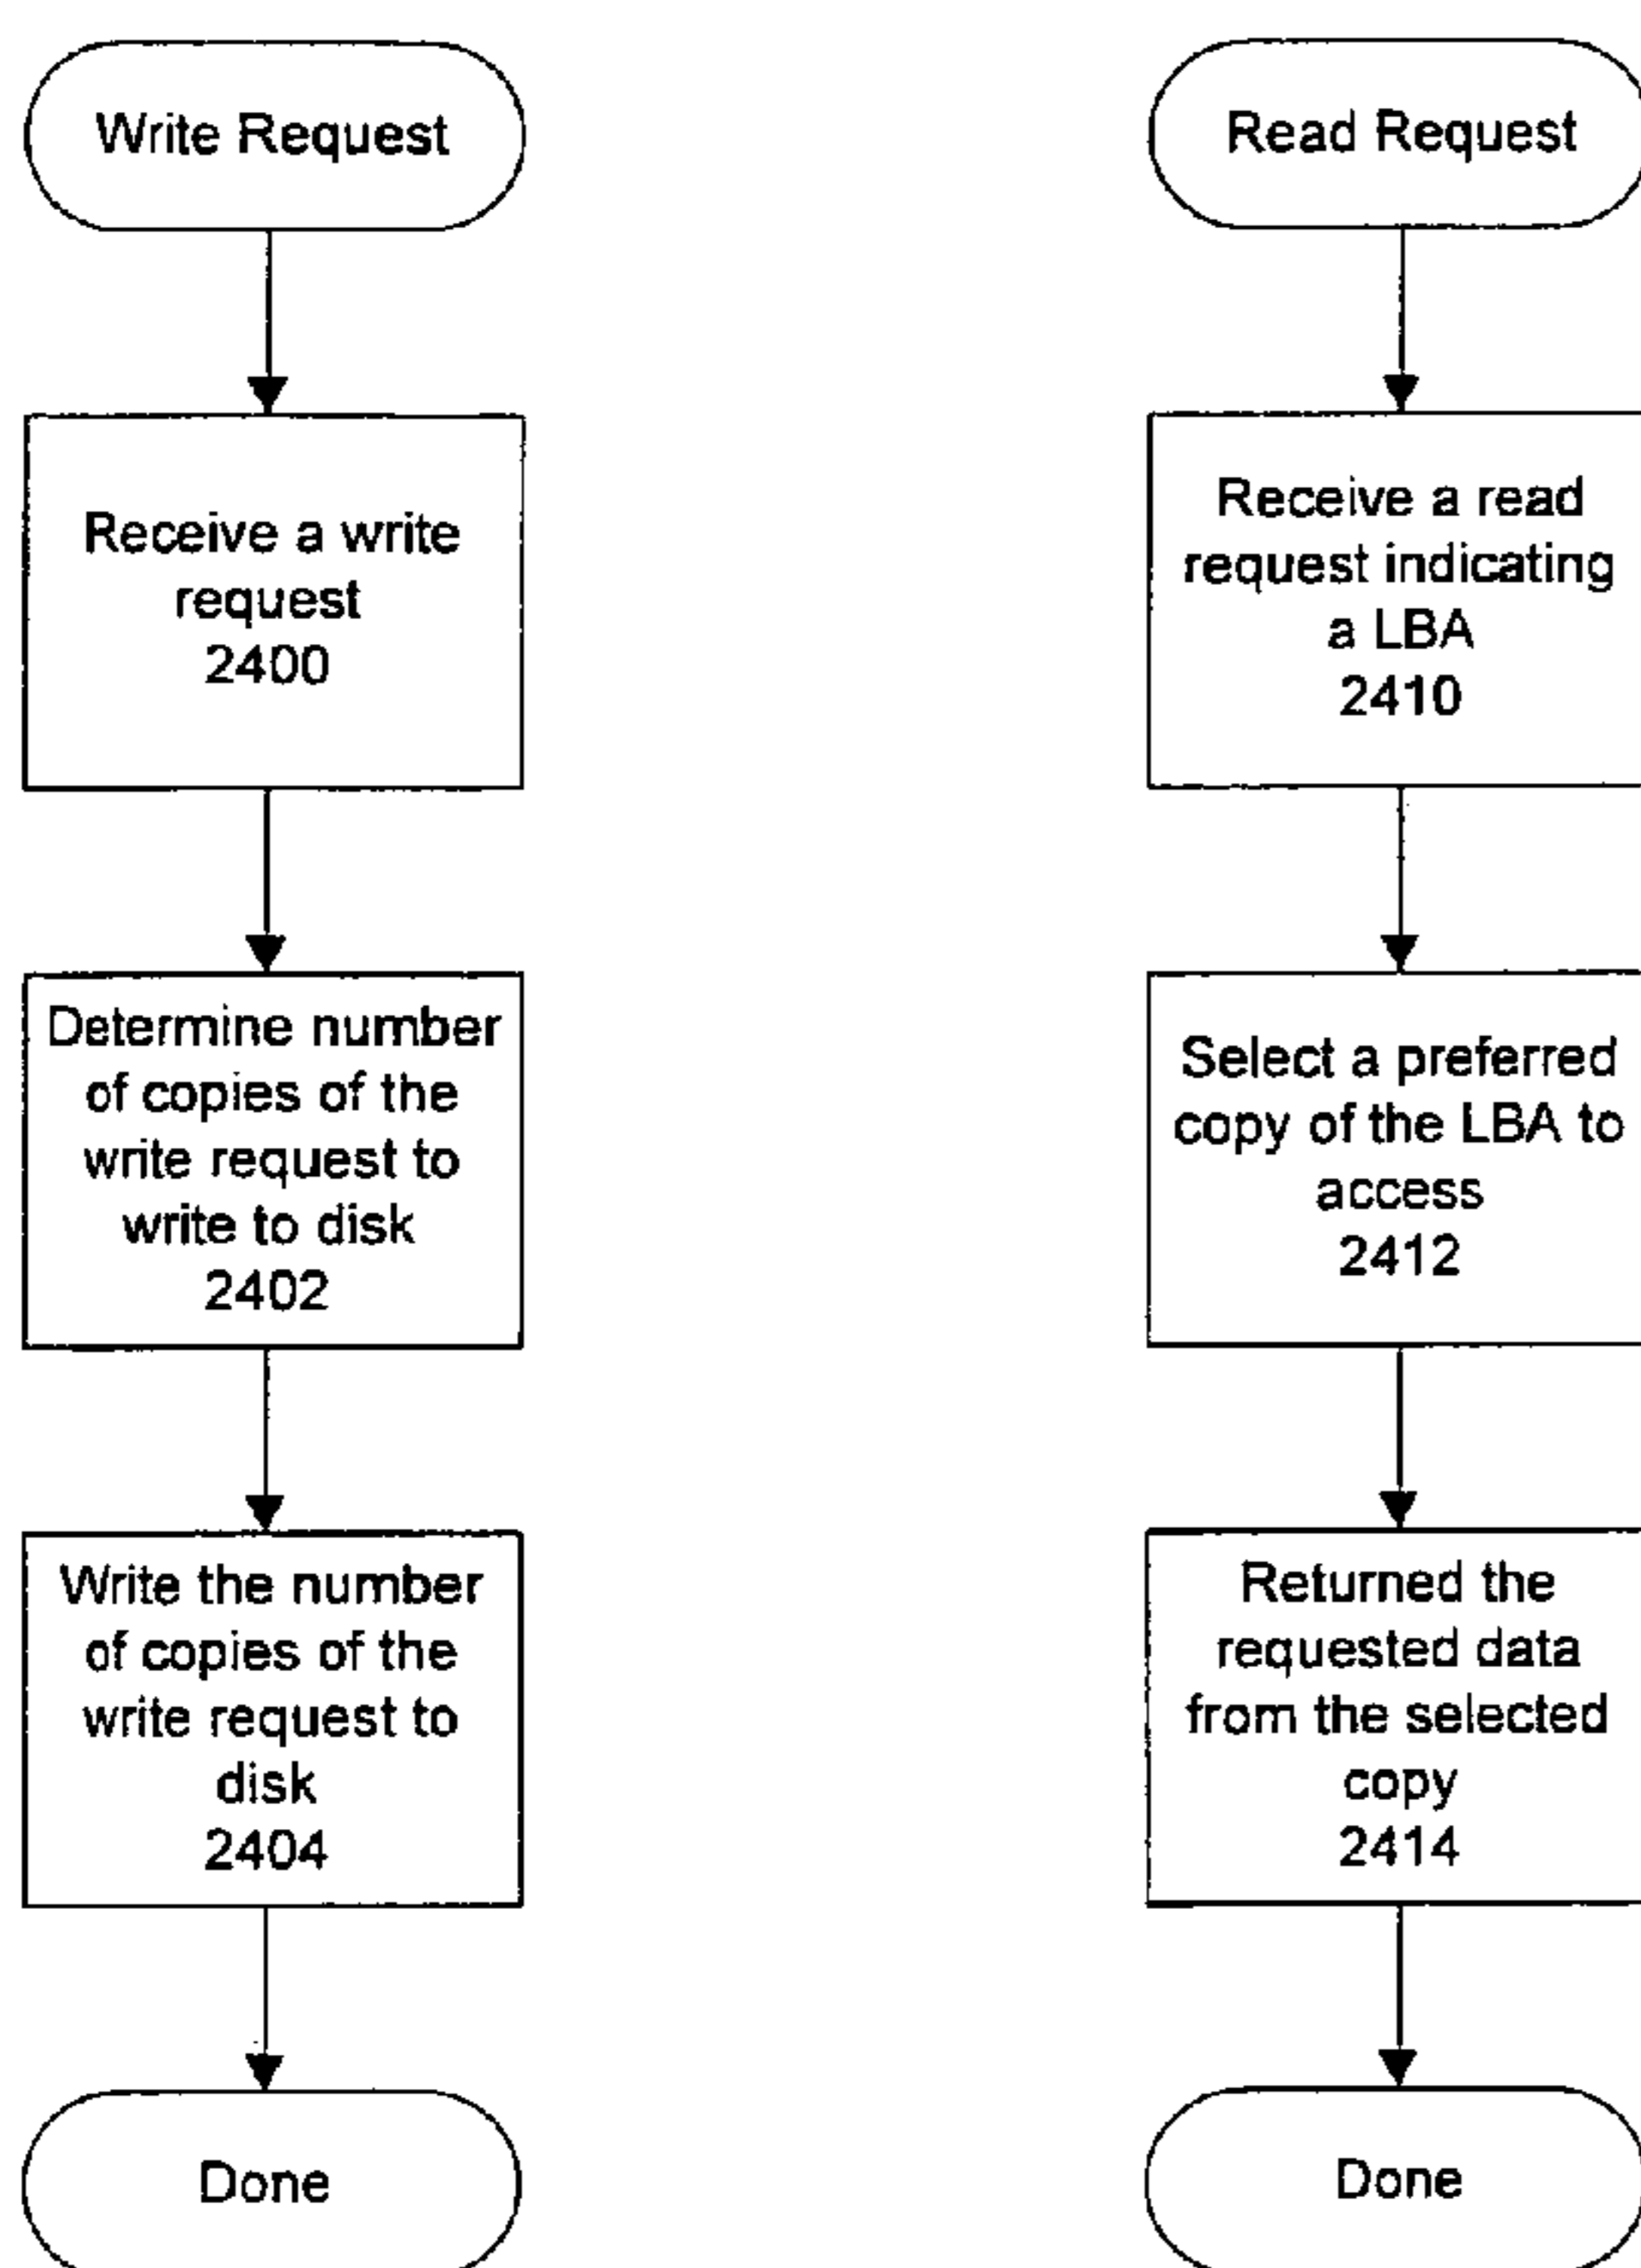 Write Request
Receive a write
request
2400
Determine number
of copies of the
write request to
write to disk
2402
Write the number
of copies of the
write request to
disk
2404
Done
Read Request
Receive a read
request indicating
a LBA
2410
Select a preferred
copy of the LBA to
access
2412
Returned the
requested data
from the selected
copy
2414
Done